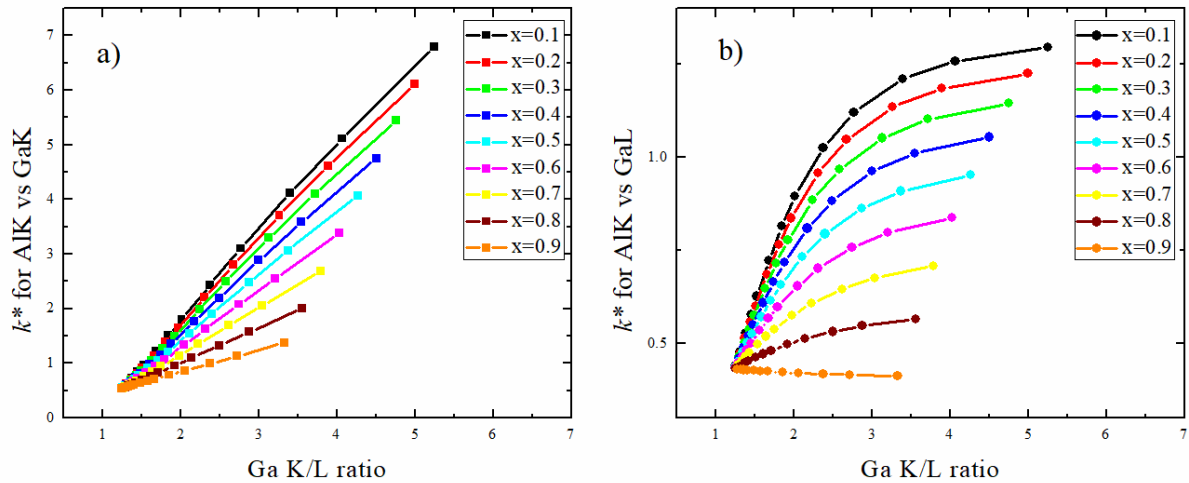 a)
k* for AlK vs GaK
7
6
5
4
3
2
1
0
1 2 3 4 5 6 7
Ga K/L ratio
x=0.1
x=0.2
x=0.3
x=0.4
x=0.5
x=0.6
x=0.7
x=0.8
x=0.9
b)
k* for AlK vs GaL
1.0
0.5
1 2 3 4 5 6 7
Ga K/L ratio
x=0.1
x=0.2
x=0.3
x=0.4
x=0.5
x=0.6
x=0.7
x=0.8
x=0.9